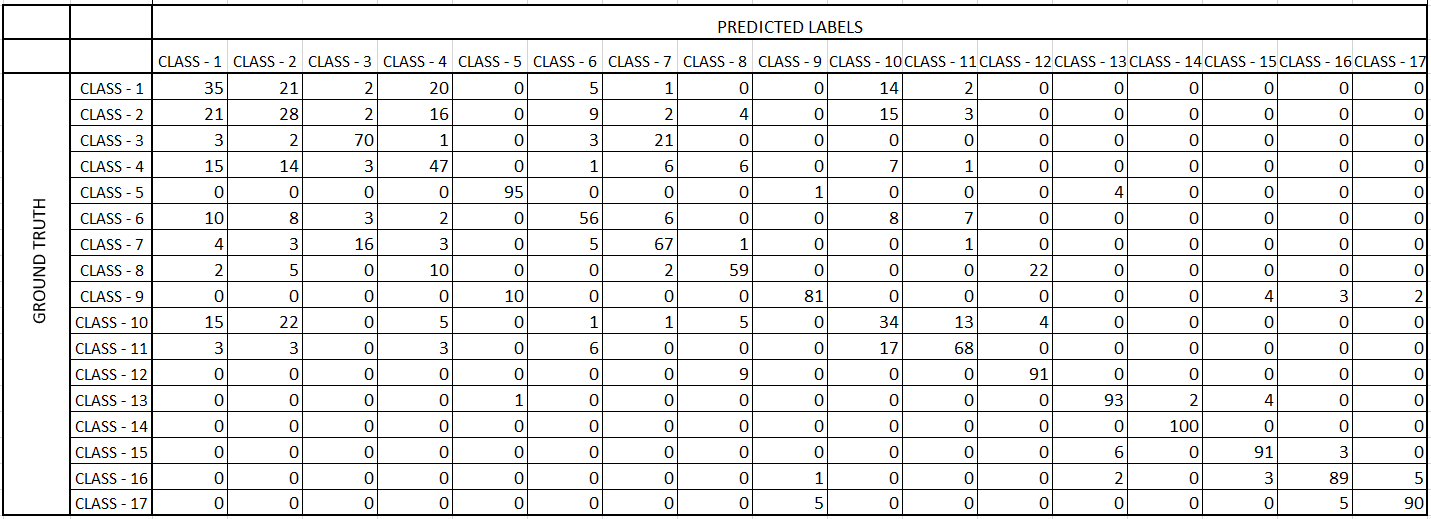 PREDICTED LABELS
CLASS - 1 CLASS - 2 CLASS - 3 CLASS - 4 CLASS - 5 CLASS - 6 CLASS - 7 CLASS - 8 CLASS - 9 CLASS - 10 CLASS - 11 CLASS - 12 CLASS - 13 CLASS - 14 CLASS - 15 CLASS - 16 CLASS - 17
GROUND TRUTH
CLASS - 1 35 21 2 20 0 5 1 0 0 14 2 0 0 0 0 0 0
CLASS - 2 21 28 2 16 0 9 2 4 0 15 3 0 0 0 0 0 0
CLASS - 3 3 2 70 1 0 3 21 0 0 0 0 0 0 0 0 0 0
CLASS - 4 15 14 3 47 0 1 6 6 0 7 1 0 0 0 0 0 0
CLASS - 5 0 0 0 0 95 0 0 0 1 0 0 0 4 0 0 0 0
CLASS - 6 10 8 3 2 0 56 6 0 0 8 7 0 0 0 0 0 0
CLASS - 7 4 3 16 3 0 5 67 1 0 0 1 0 0 0 0 0 0
CLASS - 8 2 5 0 10 0 0 2 59 0 0 0 22 0 0 0 0 0
CLASS - 9 0 0 0 0 10 0 0 0 81 0 0 0 0 0 4 3 2
CLASS - 10 15 22 0 5 0 1 1 5 0 34 13 4 0 0 0 0 0
CLASS - 11 3 3 0 3 0 6 0 0 0 17 68 0 0 0 0 0 0
CLASS - 12 0 0 0 0 0 0 0 9 0 0 0 91 0 0 0 0 0
CLASS - 13 0 0 0 0 1 0 0 0 0 0 0 0 93 2 4 0 0
CLASS - 14 0 0 0 0 0 0 0 0 0 0 0 0 0 100 0 0 0
CLASS - 15 0 0 0 0 0 0 0 0 0 0 0 0 6 0 91 3 0
CLASS - 16 0 0 0 0 0 0 0 0 1 0 0 0 2 0 3 89 5
CLASS - 17 0 0 0 0 0 0 0 0 5 0 0 0 0 0 0 5 90